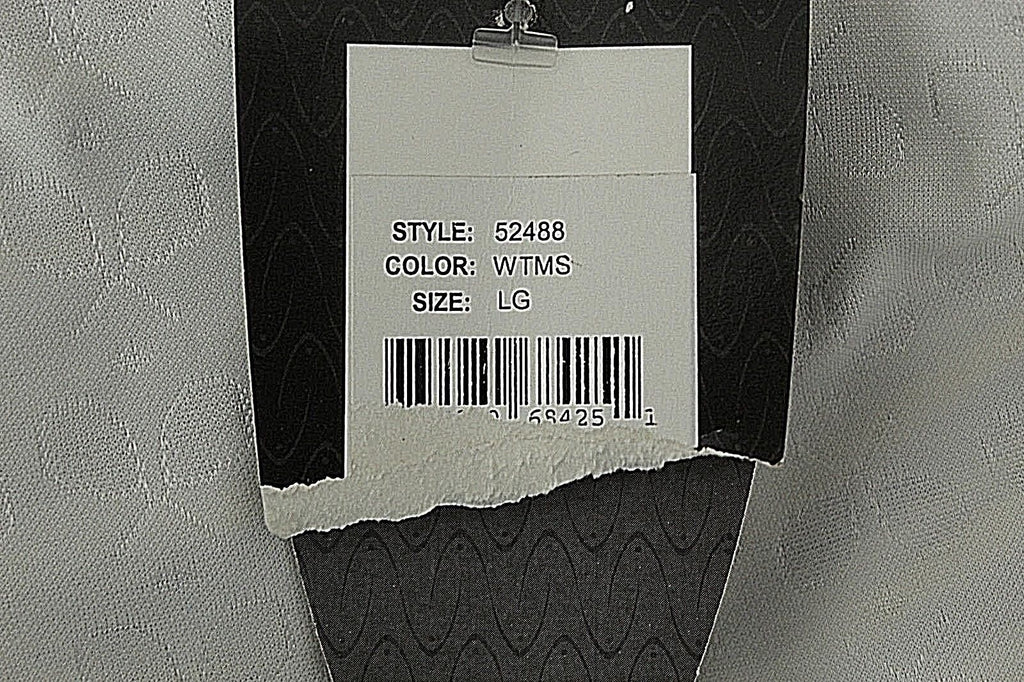 STYLE: 52488
COLOR: WTMS
SIZE: LG
68425 1